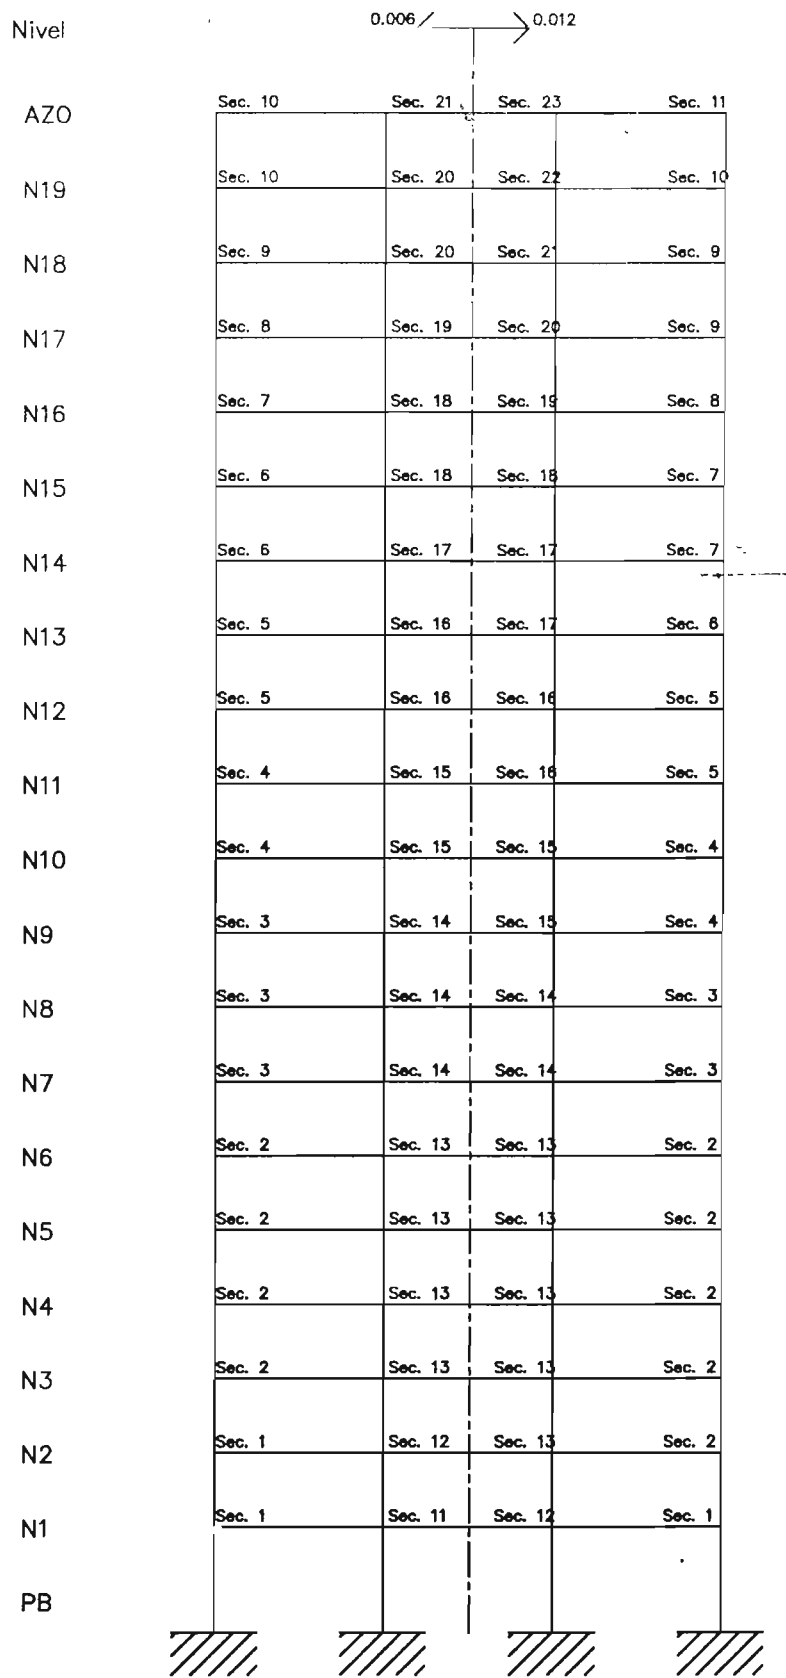 Nivel 0.006 0.012
AZO Sec. 10 Sec. 21 Sec. 23 Sec. 11
N19 Sec. 10 Sec. 20 Sec. 22 Sec. 10
N18 Sec. 9 Sec. 20 Sec. 21 Sec. 9
N17 Sec. 8 Sec. 19 Sec. 20 Sec. 9
N16 Sec. 7 Sec. 18 Sec. 19 Sec. 8
N15 Sec. 6 Sec. 18 Sec. 18 Sec. 7
N14 Sec. 6 Sec. 17 Sec. 17 Sec. 7
N13 Sec. 5 Sec. 16 Sec. 17 Sec. 6
N12 Sec. 5 Sec. 16 Sec. 16 Sec. 5
N11 Sec. 4 Sec. 15 Sec. 16 Sec. 5
N10 Sec. 4 Sec. 15 Sec. 15 Sec. 4
N9 Sec. 3 Sec. 14 Sec. 15 Sec. 4
N8 Sec. 3 Sec. 14 Sec. 14 Sec. 3
N7 Sec. 3 Sec. 14 Sec. 14 Sec. 3
N6 Sec. 2 Sec. 13 Sec. 13 Sec. 2
N5 Sec. 2 Sec. 13 Sec. 13 Sec. 2
N4 Sec. 2 Sec. 13 Sec. 13 Sec. 2
N3 Sec. 2 Sec. 13 Sec. 13 Sec. 2
N2 Sec. 1 Sec. 12 Sec. 13 Sec. 2
N1 Sec. 1 Sec. 11 Sec. 12 Sec. 1
PB